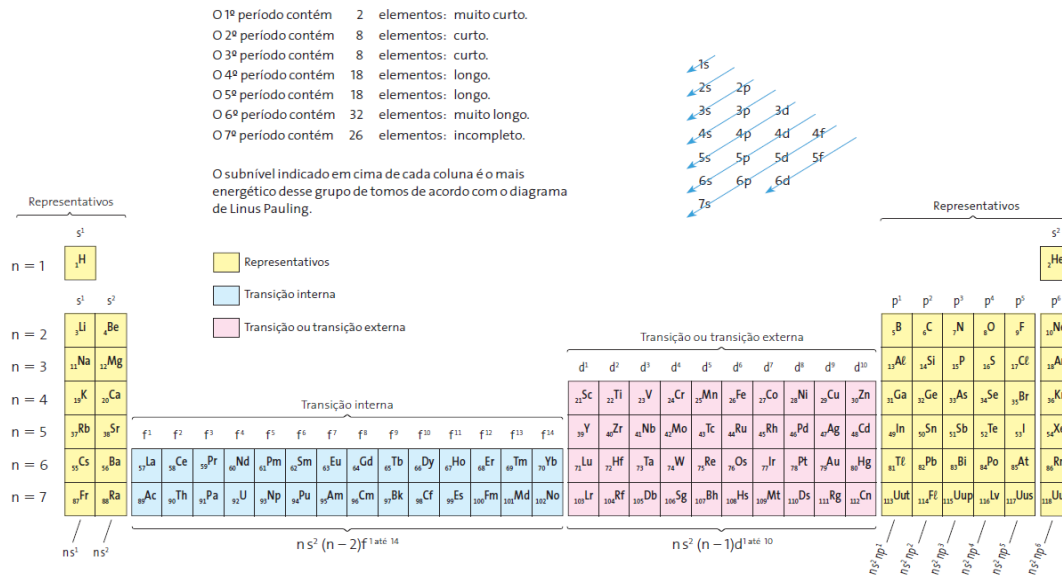 O 1º período contém 2 elementos: muito curto.
O 2º período contém 8 elementos: curto.
O 3º período contém 8 elementos: curto.
O 4º período contém 18 elementos: longo.
O 5º período contém 18 elementos: longo.
O 6º período contém 32 elementos: muito longo.
O 7º período contém 26 elementos: incompleto.
O subnível indicado em cima de cada coluna é o mais
energético desse grupo de tomos de acordo com o diagrama
de Linus Pauling.
1s
2s 2p
3s 3p 3d
4s 4p 4d 4f
5s 5p 5d 5f
6s 6p 6d
7s
Representativos
Representativos
s¹ s²
n = 1 ₁H ₂He
Representativos
Transição interna
Transição ou transição externa
s¹ s² p¹ p² p³ p⁴ p⁵ p⁶
n = 2 ₃Li ₄Be ₅B ₆C ₇N ₈O ₉F ₁₀Ne
Transição ou transição externa
n = 3 ₁₁Na ₁₂Mg d¹ d² d³ d⁴ d⁵ d⁶ d⁷ d⁸ d⁹ d¹⁰ ₁₃Aℓ ₁₄Si ₁₅P ₁₆S ₁₇Cℓ
n = 4 ₁₉K ₂₀Ca ₂₁Sc ₂₂Ti ₂₃V ₂₄Cr ₂₅Mn ₂₆Fe ₂₇Co ₂₈Ni ₂₉Cu ₃₀Zn ₃₁Ga ₃₂Ge ₃₃As ₃₄Se ₃₅Br
Transição interna
n = 5 ₃₇Rb ₃₈Sr f¹ f² f³ f⁴ f⁵ f⁶ f⁷ f⁸ f⁹ f¹⁰ f¹¹ f¹² f¹³ f¹⁴ ₃₉Y ₄₀Zr ₄₁Nb ₄₂Mo ₄₃Tc ₄₄Ru ₄₅Rh ₄₆Pd ₄₇Ag ₄₈Cd ₄₉In ₅₀Sn ₅₁Sb ₅₂Te ₅₃I
n = 6 ₅₅Cs ₅₆Ba ₅₇La ₅₈Ce ₅₉Pr ₆₀Nd ₆₁Pm ₆₂Sm ₆₃Eu ₆₄Gd ₆₅Tb ₆₆Dy ₆₇Ho ₆₈Er ₆₉Tm ₇₀Yb ₇₁Lu ₇₂Hf ₇₃Ta ₇₄W ₇₅Re ₇₆Os ₇₇Ir ₇₈Pt ₇₉Au ₈₀Hg ₈₁Tℓ ₈₂Pb ₈₃Bi ₈₄Po ₈₅At
n = 7 ₈₇Fr ₈₈Ra ₈₉Ac ₉₀Th ₉₁Pa ₉₂U ₉₃Np ₉₄Pu ₉₅Am ₉₆Cm ₉₇Bk ₉₈Cf ₉₉Es ₁₀₀Fm ₁₀₁Md ₁₀₂No ₁₀₃Lr ₁₀₄Rf ₁₀₅Db ₁₀₆Sg ₁₀₇Bh ₁₀₈Hs ₁₀₉Mt ₁₁₀Ds ₁₁₁Rg ₁₁₂Cn ₁₁₃Uut ₁₁₄Fℓ ₁₁₅Uup ₁₁₆Lv ₁₁₇Uus
ns¹ ns² ns² (n – 2)f¹ ᵃᵗᵉ́ ¹⁴ ns² (n – 1)d¹ ᵃᵗᵉ́ ¹⁰ ns² np¹ ns² np² ns² np³ ns² np⁴ ns² np⁵ ns² np⁶